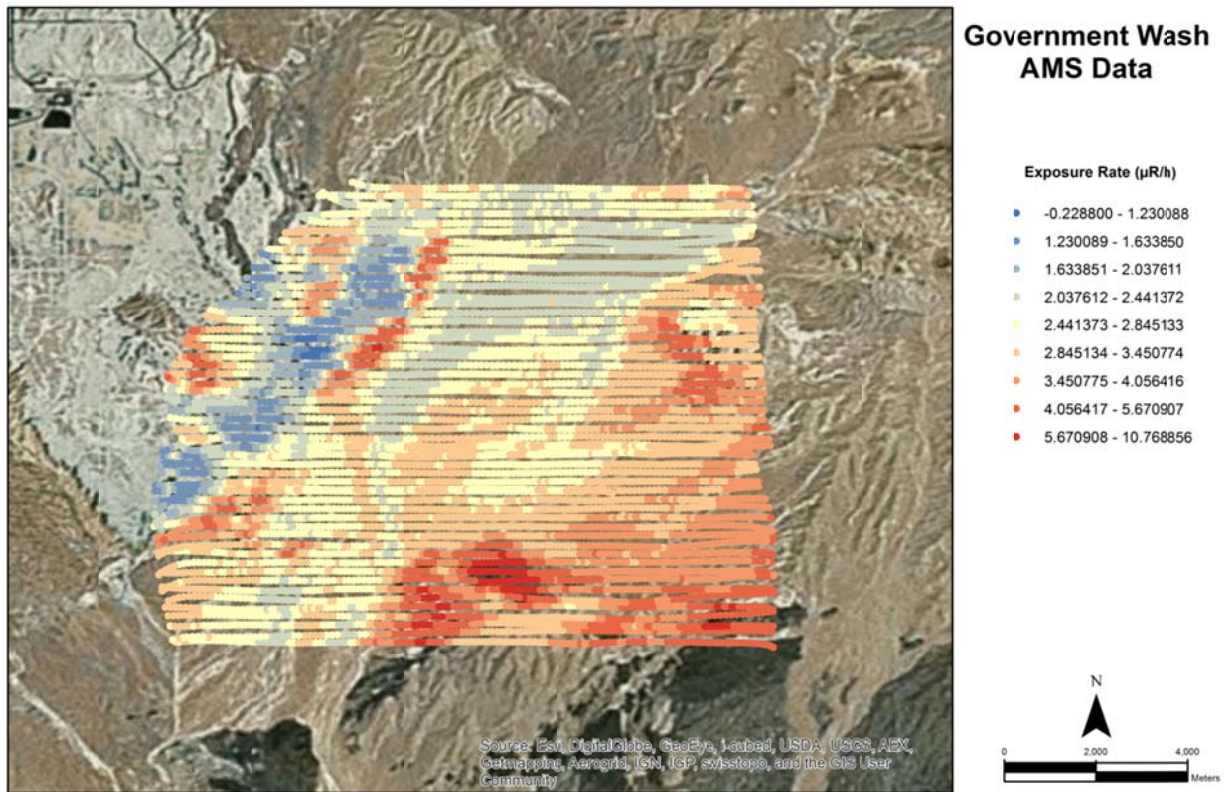 Government Wash
AMS Data
Exposure Rate (µR/h)
-0.228800 - 1.230088
1.230089 - 1.633850
1.633851 - 2.037611
2.037612 - 2.441372
2.441373 - 2.845133
2.845134 - 3.450774
3.450775 - 4.056416
4.056417 - 5.670907
5.670908 - 10.768856
N
0 2,000 4,000
Meters
Source: Esri, DigitalGlobe, GeoEye, i-cubed, USDA, USGS, AEX,
Getmapping, Aerogrid, IGN, IGP, swisstopo, and the GIS User
Community